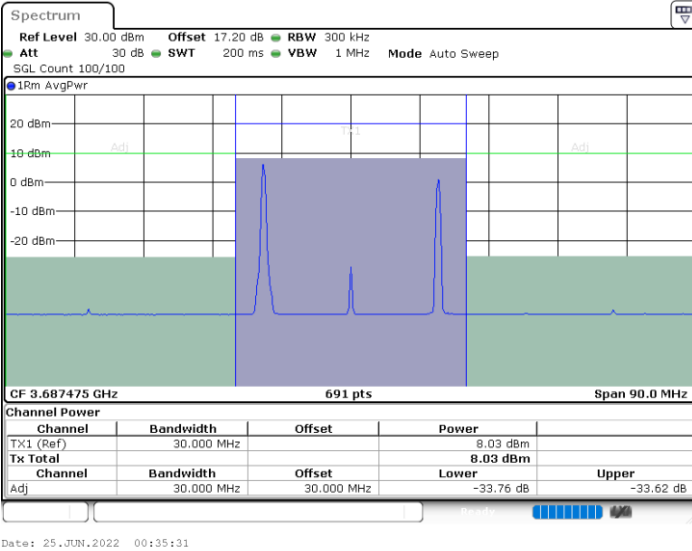 Spectrum
Ref Level 30.00 dBm Offset 17.20 dB RBW 300 kHz
Att 30 dB SWT 200 ms VBW 1 MHz Mode Auto Sweep
SGL Count 100/100
1Rm AvgPwr
20 dBm
TX1
Adj Adj
10 dBm
0 dBm
-10 dBm
-20 dBm
CF 3.687475 GHz 691 pts Span 90.0 MHz
Channel Power
Channel Bandwidth Offset Power
TX1 (Ref) 30.000 MHz 8.03 dBm
Tx Total 8.03 dBm
Channel Bandwidth Offset Lower Upper
Adj 30.000 MHz 30.000 MHz -33.76 dB -33.62 dB
Ready
Date: 25.JUN.2022 00:35:31